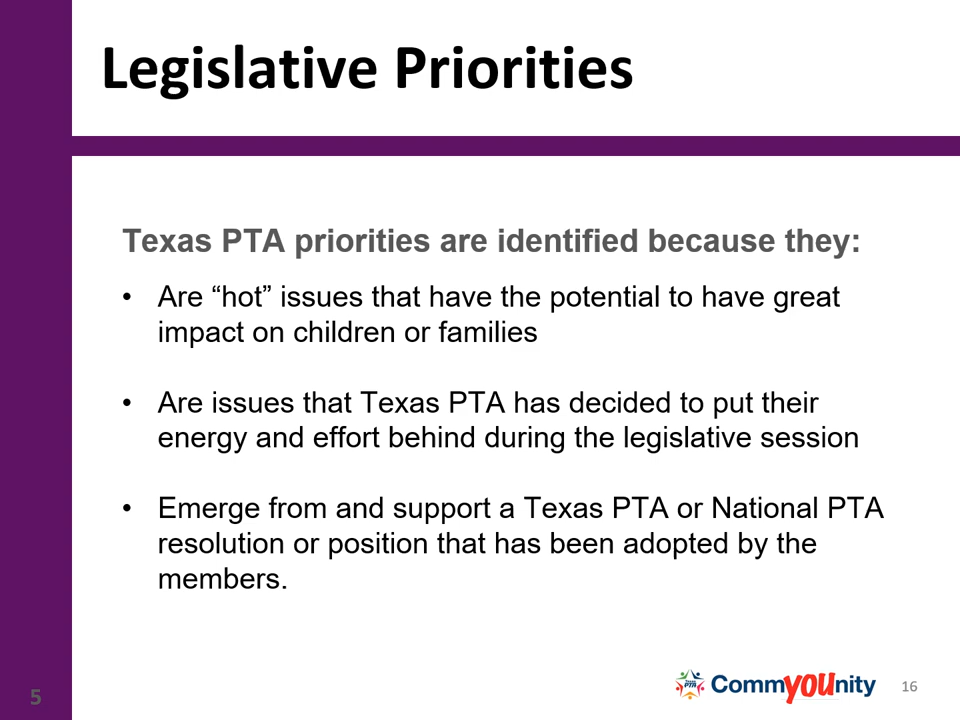 Legislative Priorities
Texas PTA priorities are identified because they:
• Are “hot” issues that have the potential to have great
impact on children or families
• Are issues that Texas PTA has decided to put their
energy and effort behind during the legislative session
• Emerge from and support a Texas PTA or National PTA
resolution or position that has been adopted by the
members.
5
Texas
PTA
CommYOUnity
16